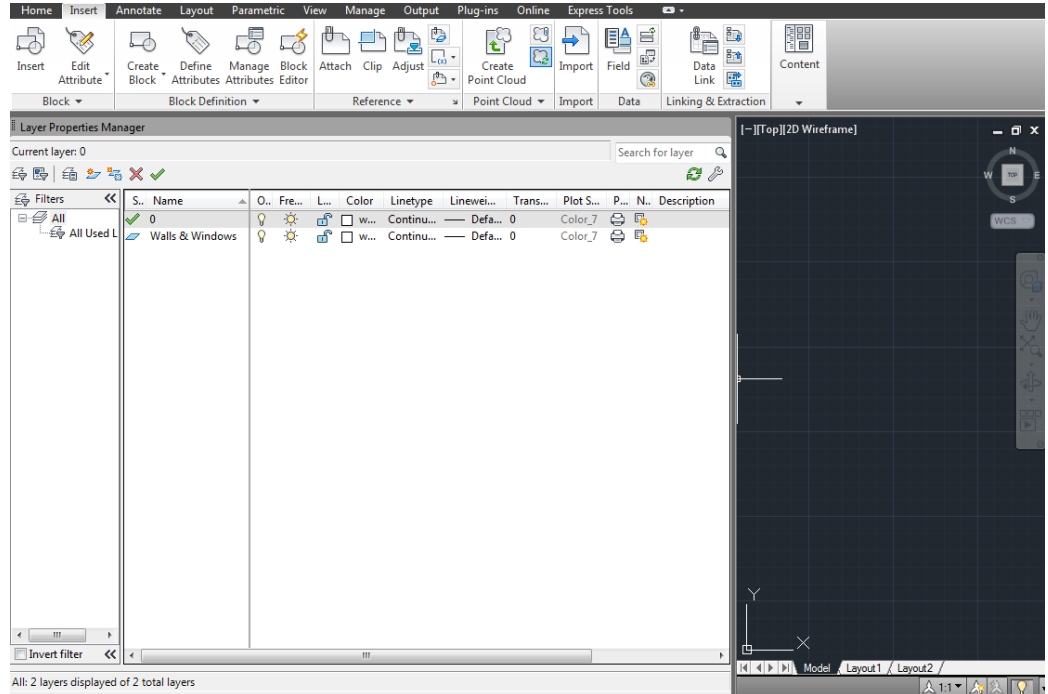 Home Insert Annotate Layout Parametric View Manage Output Plug-ins Online Express Tools
Insert Edit Attribute Create Block Define Attributes Manage Attributes Block Editor Attach Clip Adjust Create Point Cloud Import Field Data Link Content
Block Block Definition Reference Point Cloud Import Data Linking & Extraction
Layer Properties Manager
Current layer: 0
Search for layer
Filters
All
All Used L
S.. Name O.. Fre... L... Color Linetype Linewei... Trans... Plot S... P... N.. Description
0 w... Continu... Defa... 0 Color_7
Walls & Windows w... Continu... Defa... 0 Color_7
Invert filter
All: 2 layers displayed of 2 total layers
[−][Top][2D Wireframe]
N
W TOP E
S
WCS
Y
X
Model Layout1 Layout2
1:1